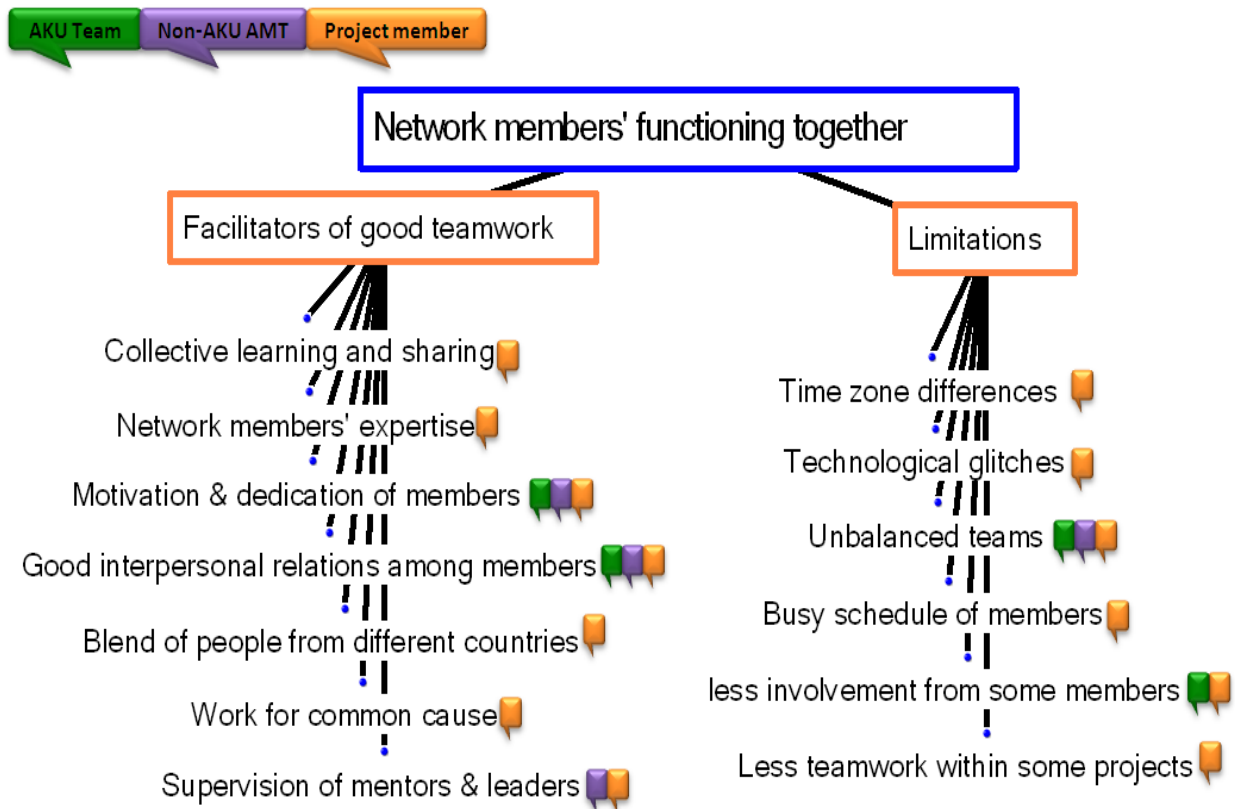 AKU Team
Non-AKU AMT
Project member
Network members' functioning together
Facilitators of good teamwork
Limitations
Collective learning and sharing
Network members' expertise
Motivation & dedication of members
Good interpersonal relations among members
Blend of people from different countries
Work for common cause
Supervision of mentors & leaders
Time zone differences
Technological glitches
Unbalanced teams
Busy schedule of members
less involvement from some members
Less teamwork within some projects